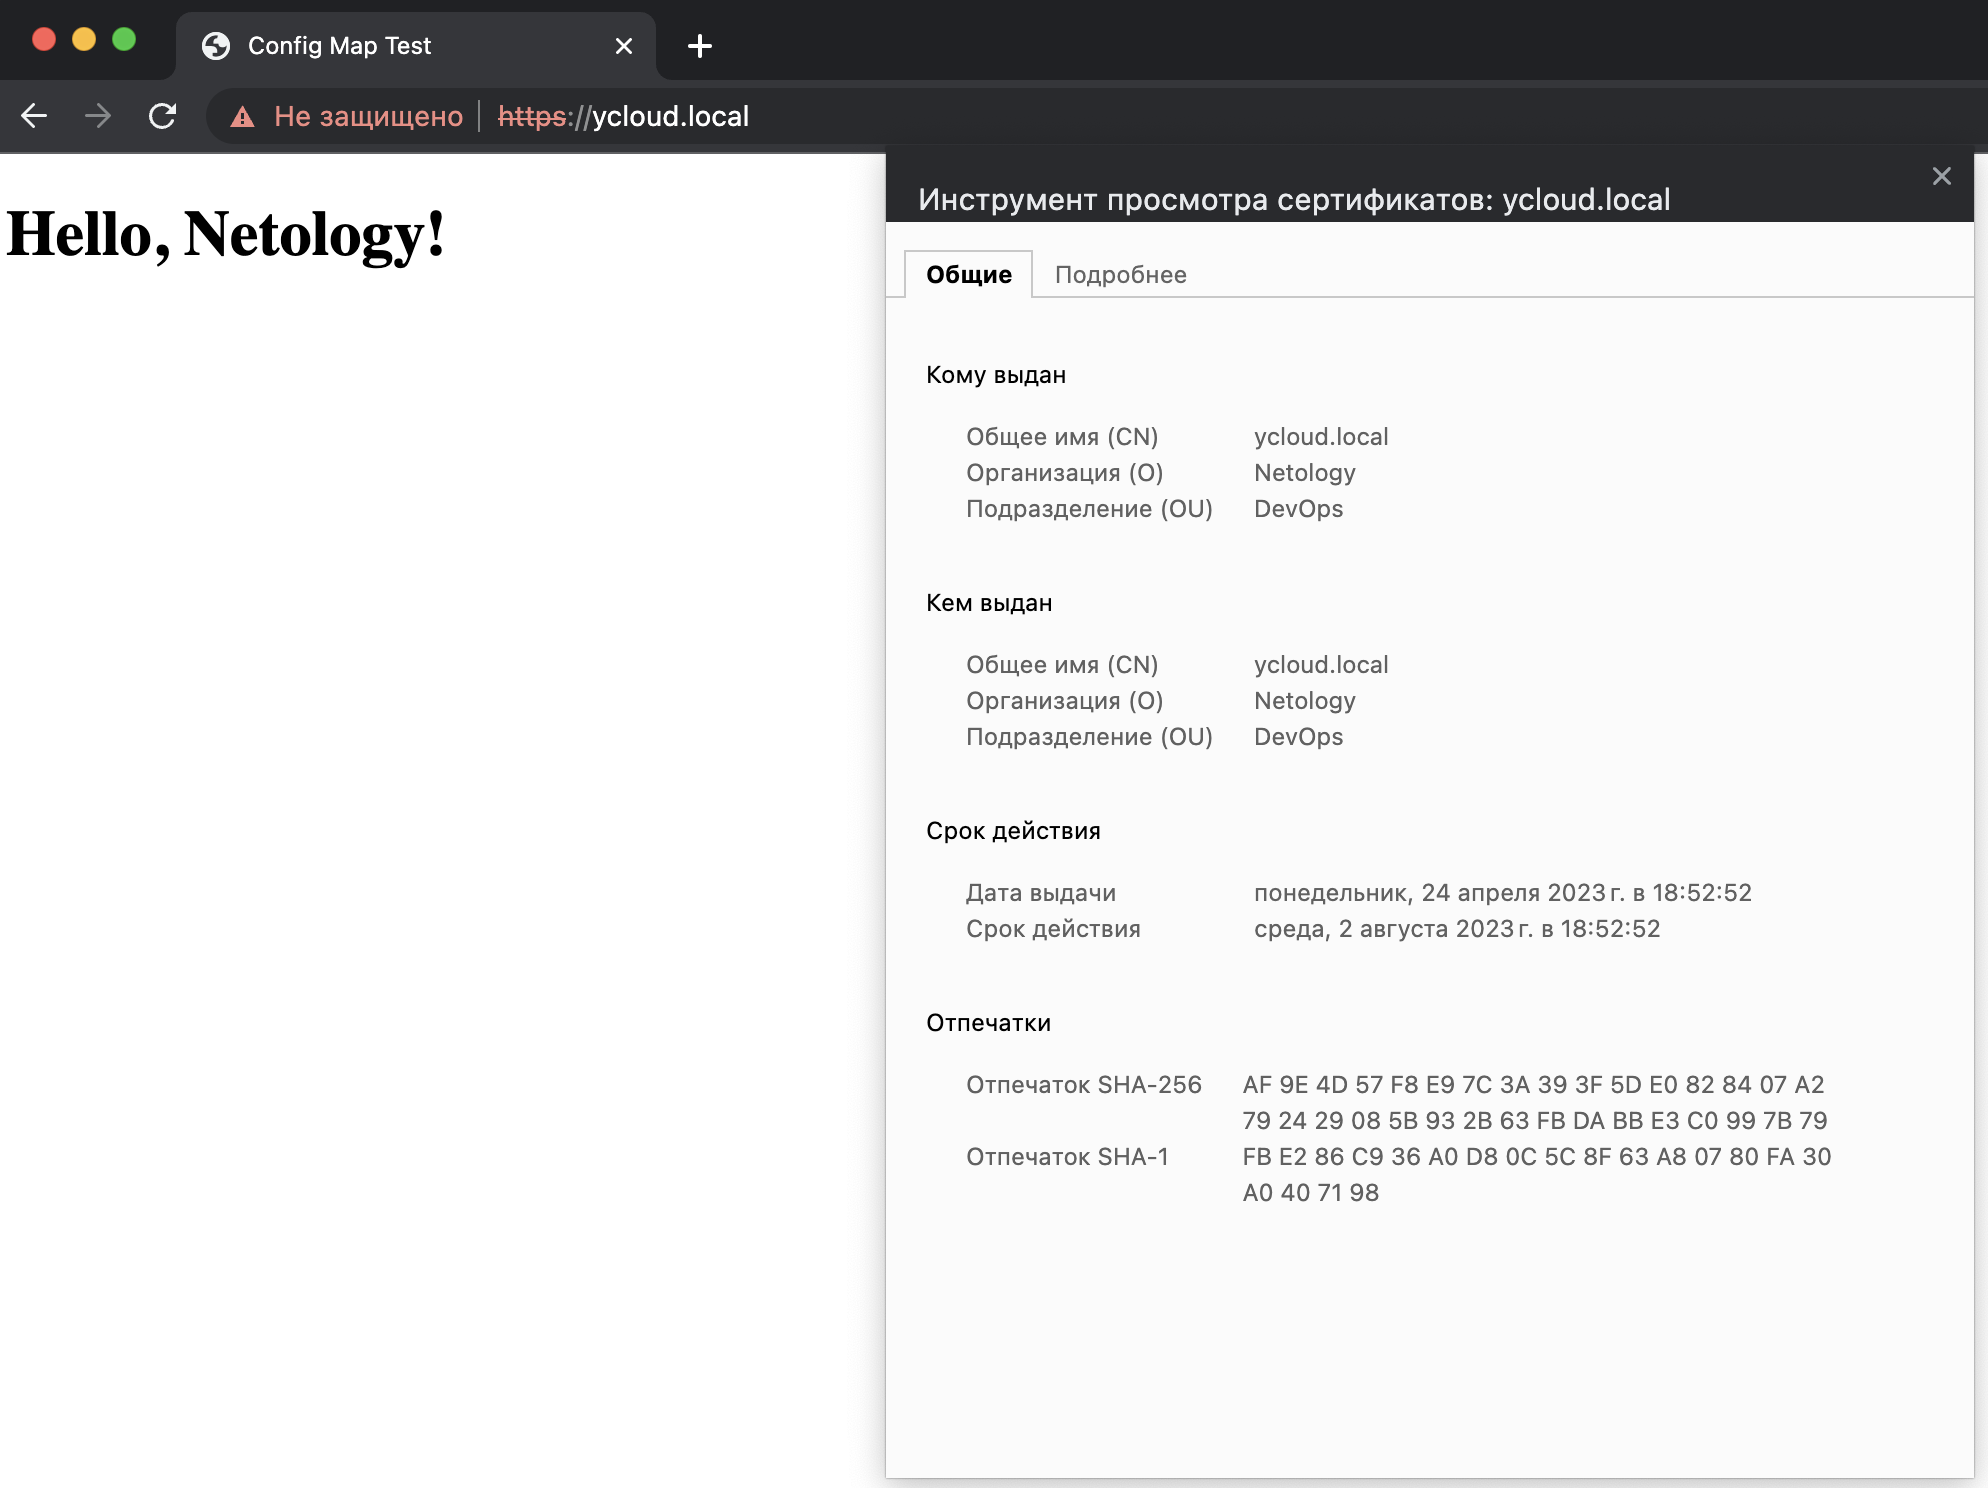 Config Map Test
Не защищено https://ycloud.local
Hello, Netology!
Инструмент просмотра сертификатов: ycloud.local
Общие Подробнее
Кому выдан
Общее имя (CN) ycloud.local
Организация (O) Netology
Подразделение (OU) DevOps
Кем выдан
Общее имя (CN) ycloud.local
Организация (O) Netology
Подразделение (OU) DevOps
Срок действия
Дата выдачи понедельник, 24 апреля 2023 г. в 18:52:52
Срок действия среда, 2 августа 2023 г. в 18:52:52
Отпечатки
Отпечаток SHA-256 AF 9E 4D 57 F8 E9 7C 3A 39 3F 5D E0 82 84 07 A2
79 24 29 08 5B 93 2B 63 FB DA BB E3 C0 99 7B 79
Отпечаток SHA-1 FB E2 86 C9 36 A0 D8 0C 5C 8F 63 A8 07 80 FA 30
A0 40 71 98